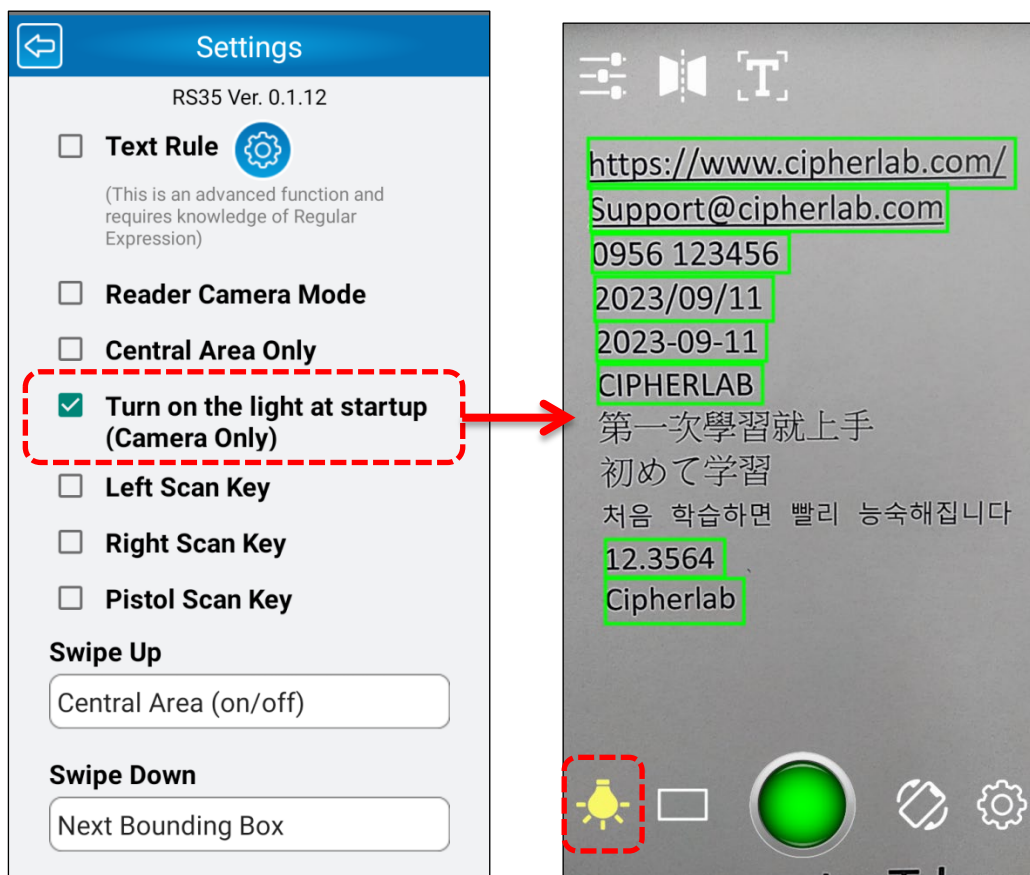 Settings
RS35 Ver. 0.1.12
Text Rule
(This is an advanced function and
requires knowledge of Regular
Expression)
Reader Camera Mode
Central Area Only
Turn on the light at startup
(Camera Only)
Left Scan Key
Right Scan Key
Pistol Scan Key
Swipe Up
Central Area (on/off)
Swipe Down
Next Bounding Box
T
https://www.cipherlab.com/
Support@cipherlab.com
0956 123456
2023/09/11
2023-09-11
CIPHERLAB
第一次學習就上手
初めて学習
처음 학습하면 빨리 능숙해집니다
12.3564
Cipherlab